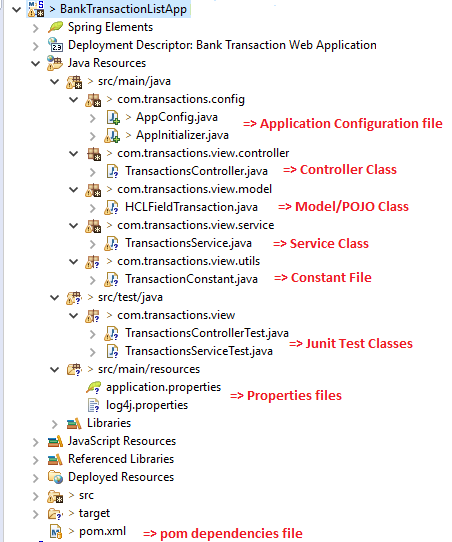 > BankTransactionListApp
Spring Elements
Deployment Descriptor: Bank Transaction Web Application
Java Resources
> src/main/java
> com.transactions.config
> AppConfig.java
=> Application Configuration file
> AppInitializer.java
> com.transactions.view.controller
TransactionsController.java => Controller Class
> com.transactions.view.model
HCLFieldTransaction.java => Model/POJO Class
> com.transactions.view.service
TransactionsService.java => Service Class
> com.transactions.view.utils
TransactionConstant.java => Constant File
> src/test/java
> com.transactions.view
TransactionsControllerTest.java
TransactionsServiceTest.java => Junit Test Classes
> src/main/resources
application.properties
=> Properties files
log4j.properties
Libraries
JavaScript Resources
Referenced Libraries
Deployed Resources
> src
> target
> pom.xml => pom dependencies file